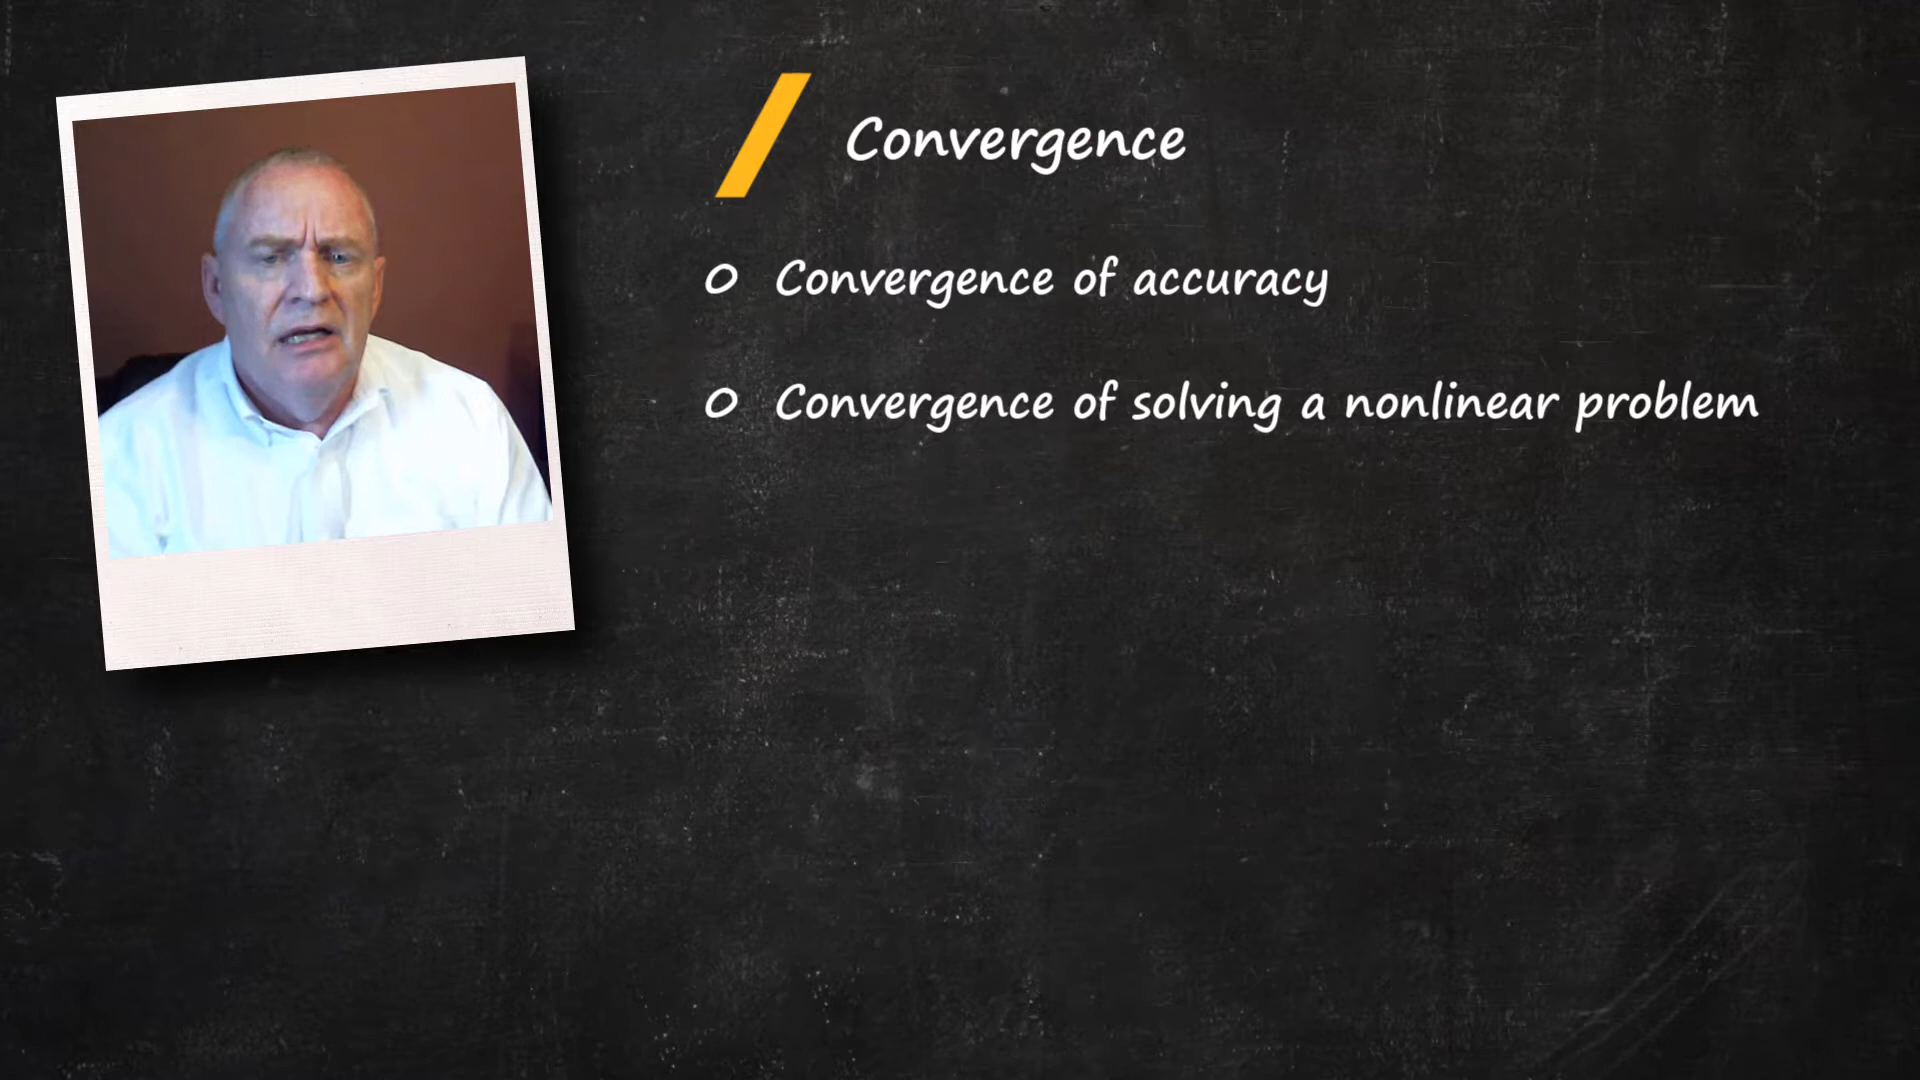 Convergence
Convergence of accuracy
Convergence of solving a nonlinear problem